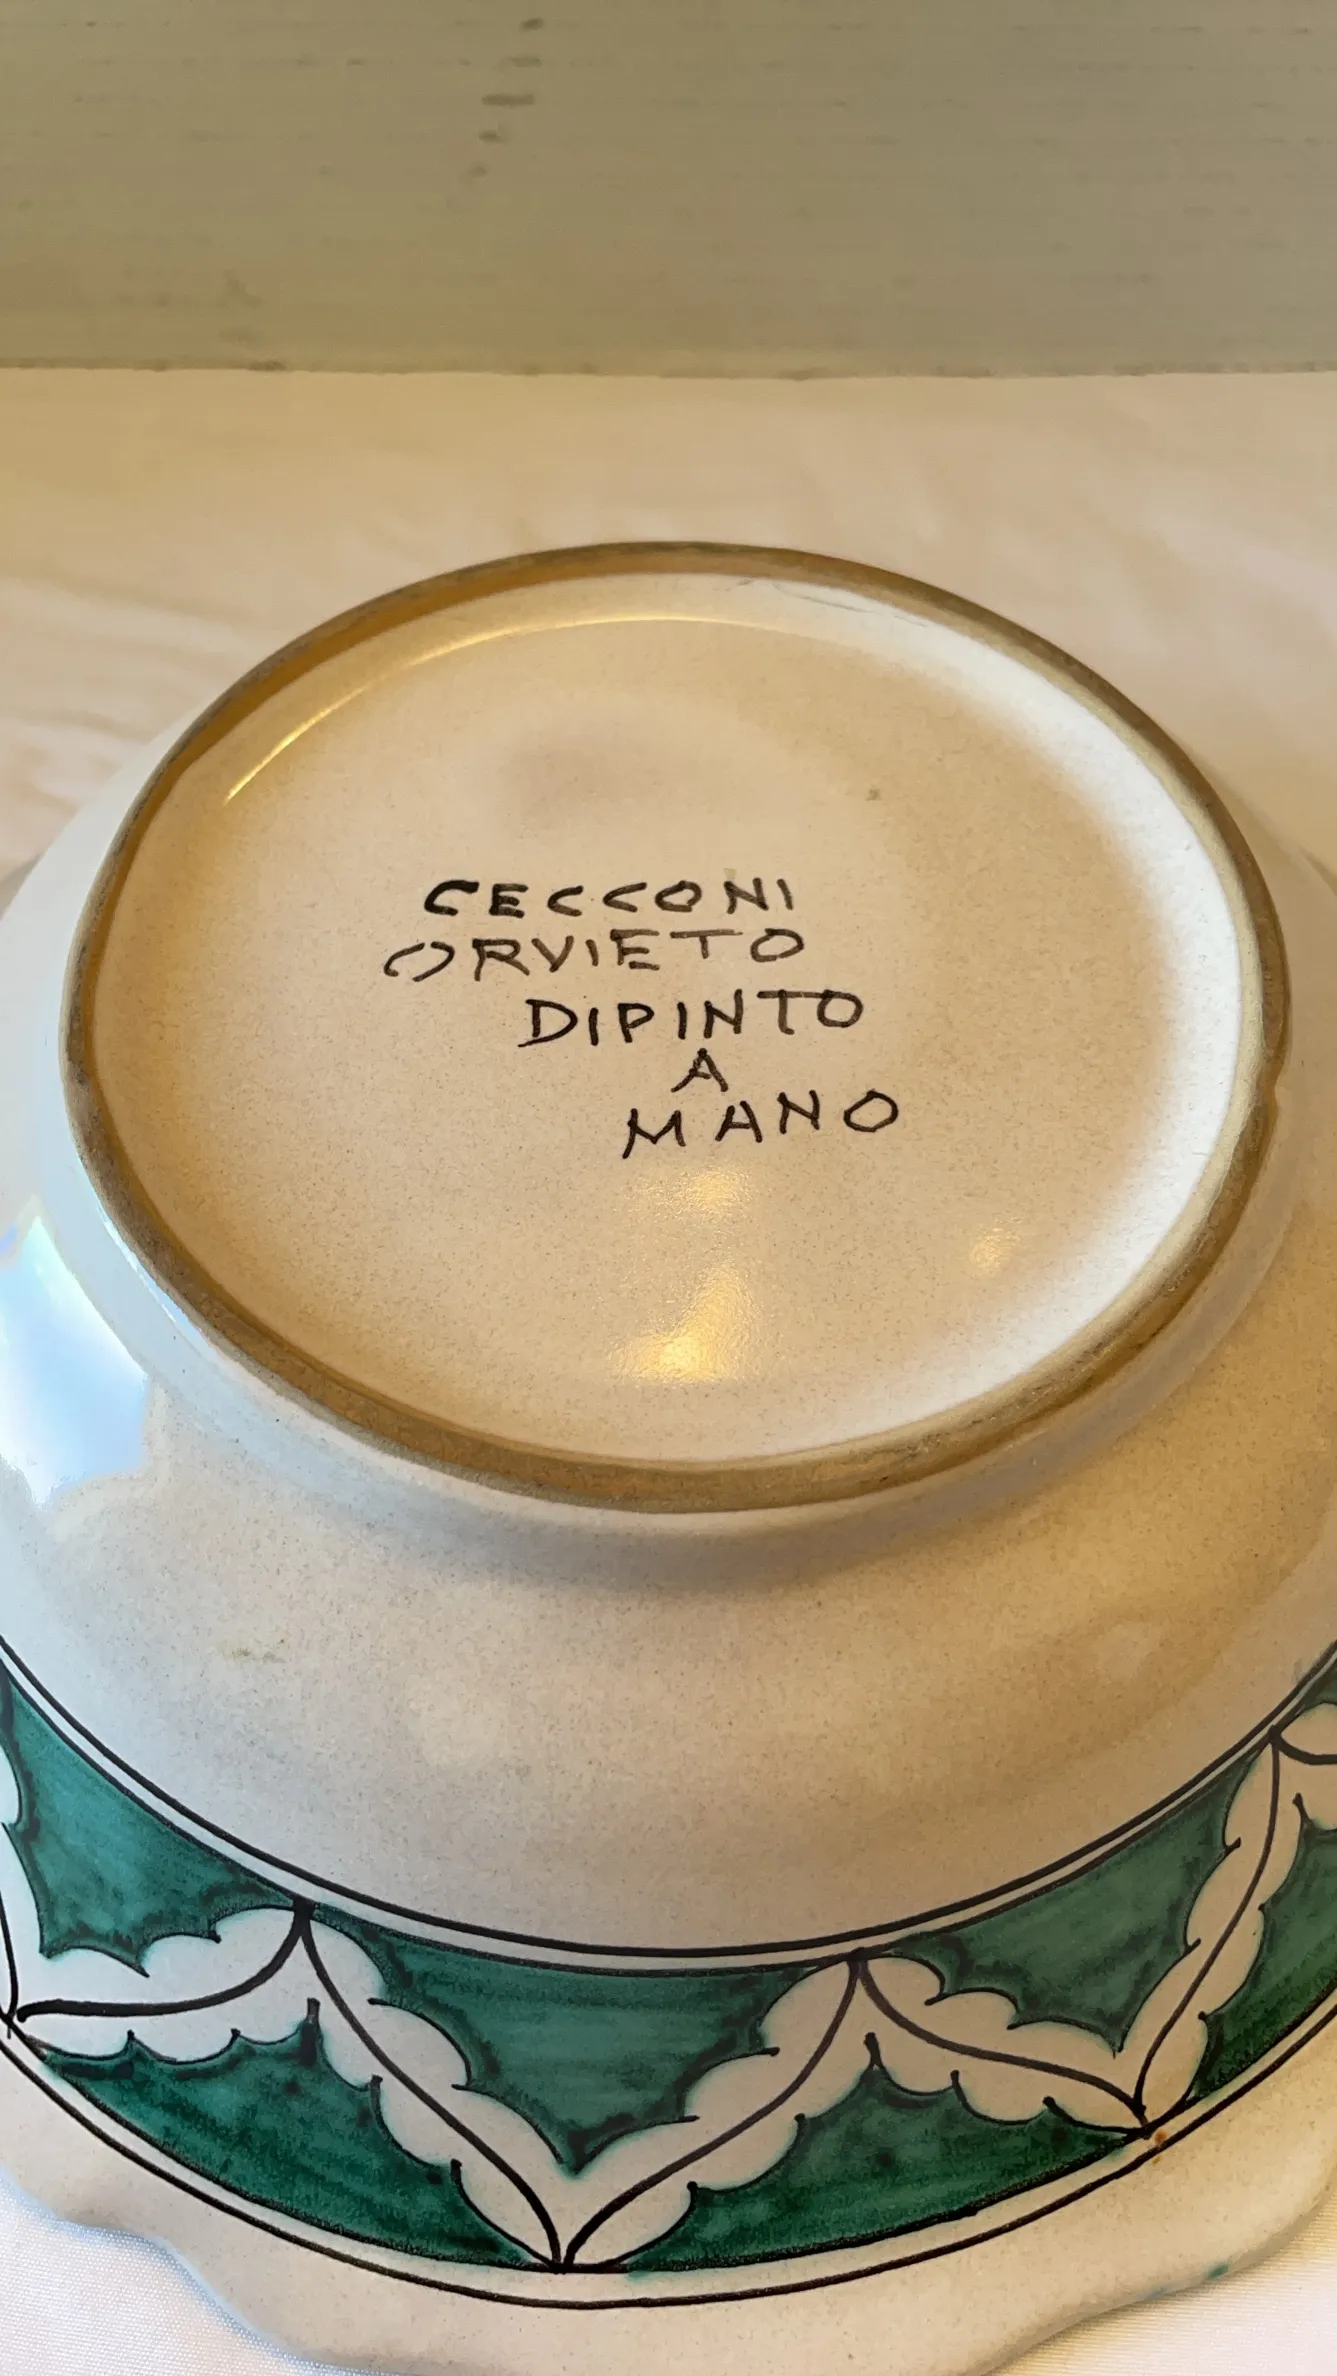 CECCONI
ORVIETO
DIPINTO
A
MANO